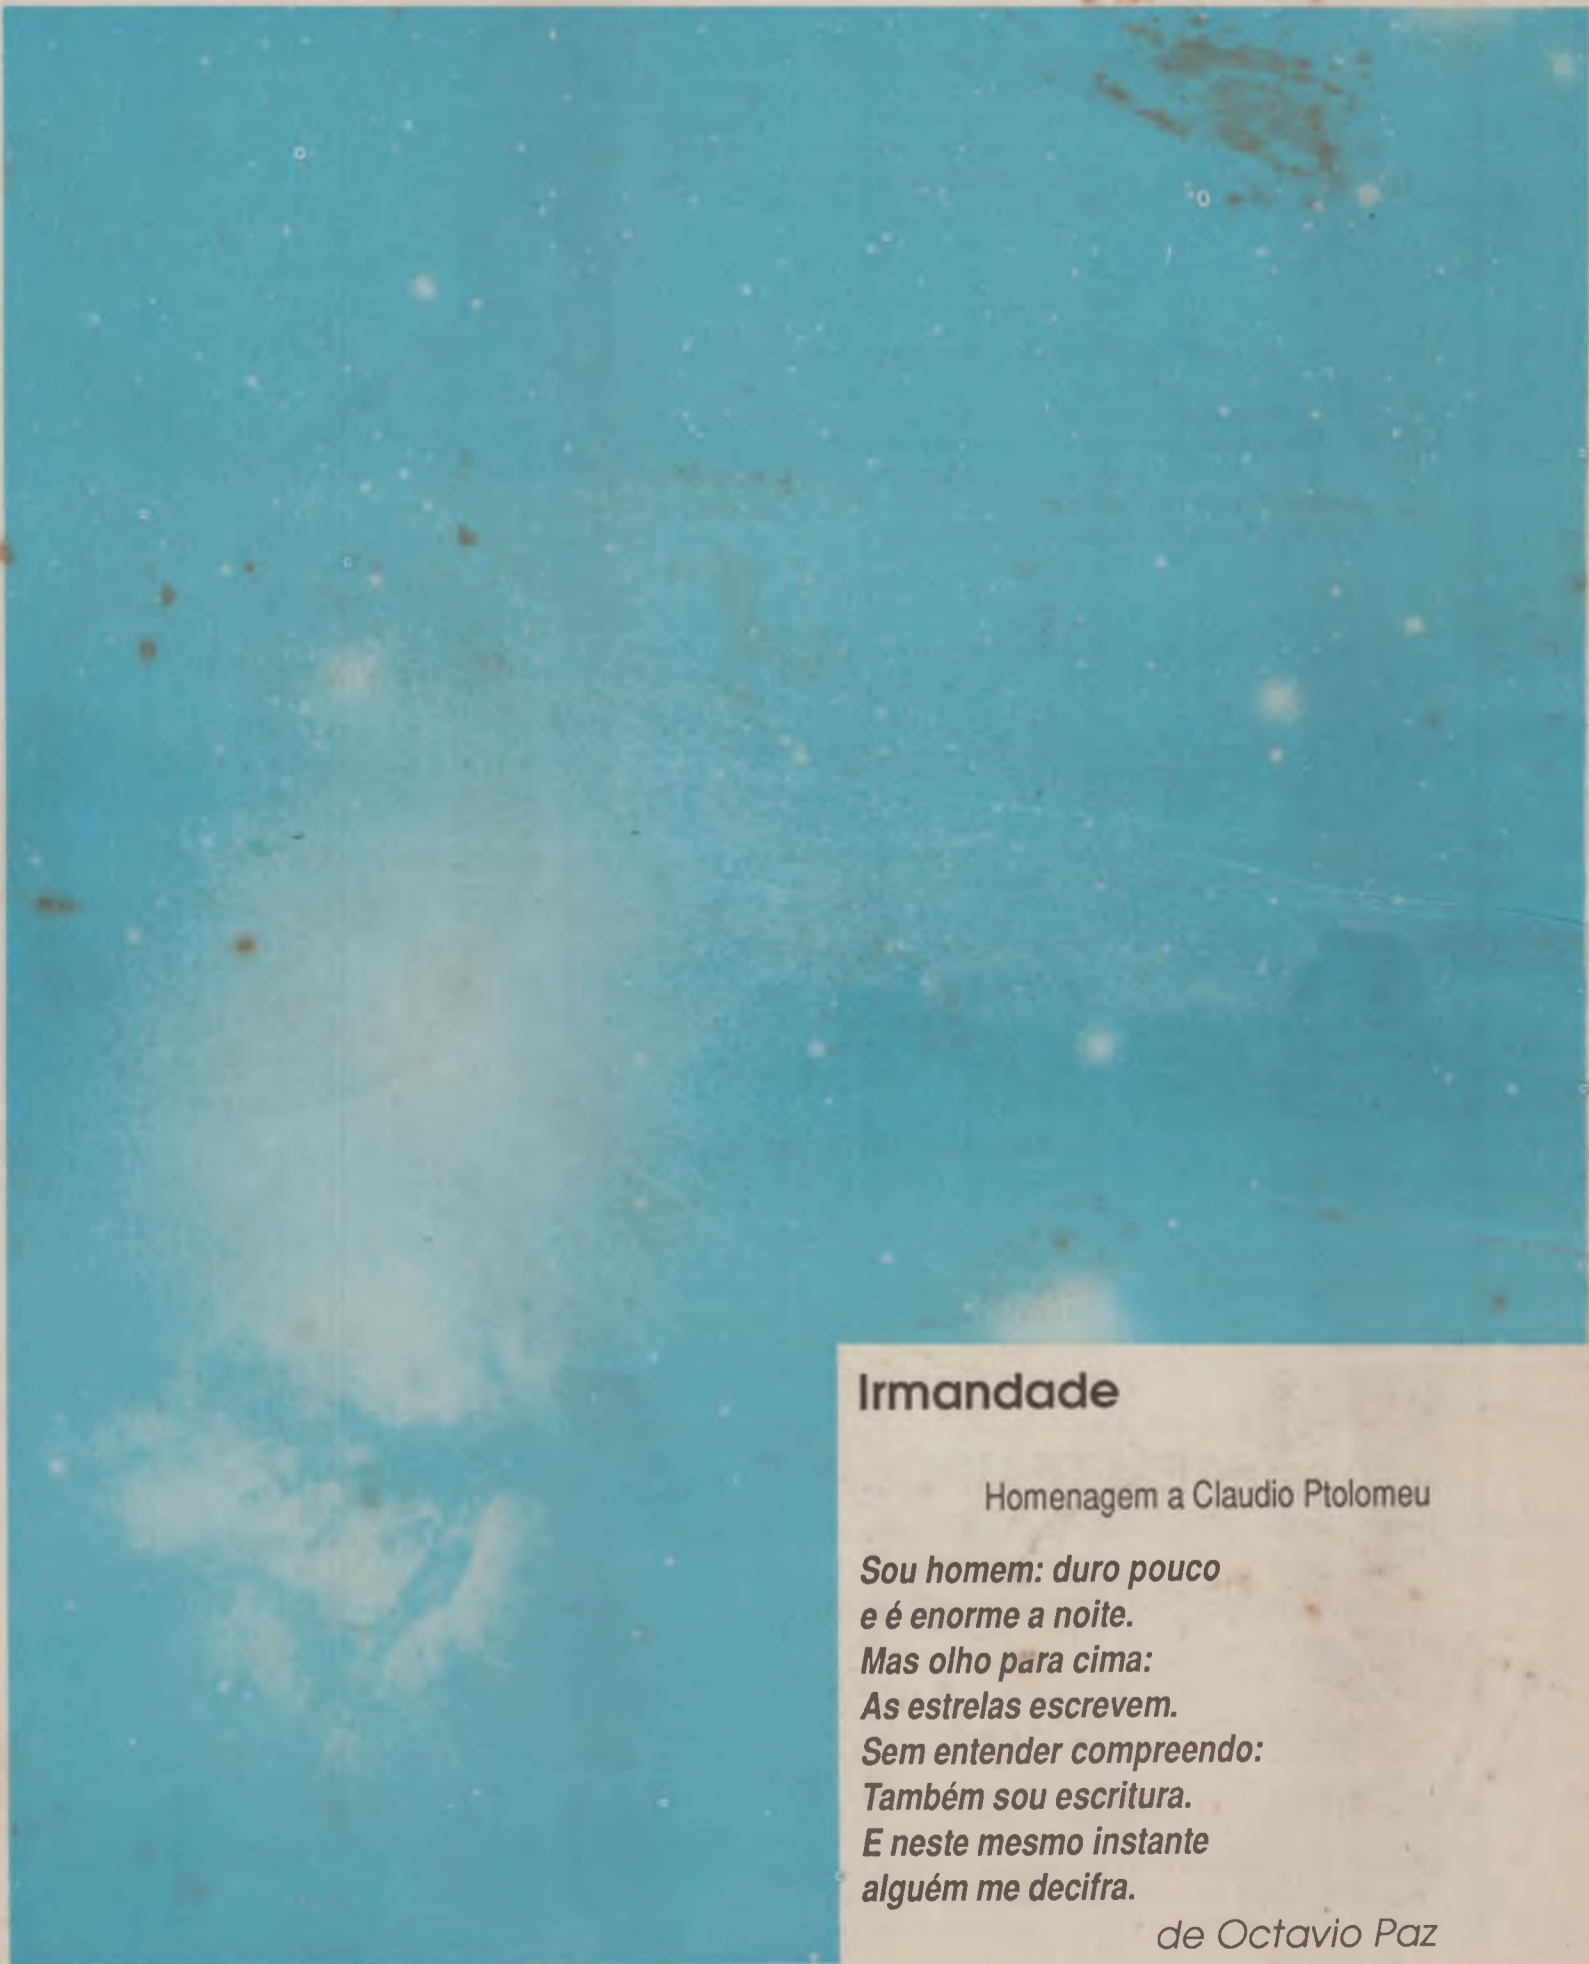 Irmandade
Homenagem a Claudio Ptolomeu
Sou homem: duro pouco
e é enorme a noite.
Mas olho para cima:
As estrelas escrevem.
Sem entender compreendo:
Também sou escritura.
E neste mesmo instante
alguém me decifra.
de Octavio Paz